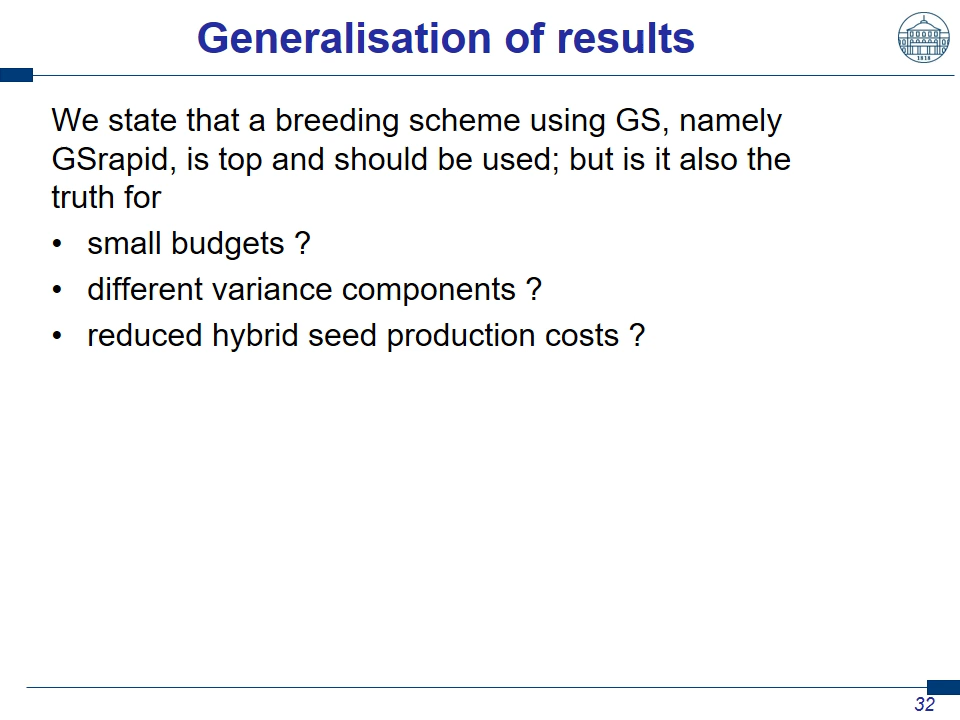 Generalisation of results
1818
We state that a breeding scheme using GS, namely
GSrapid, is top and should be used; but is it also the
truth for
• small budgets ?
• different variance components ?
• reduced hybrid seed production costs ?
32